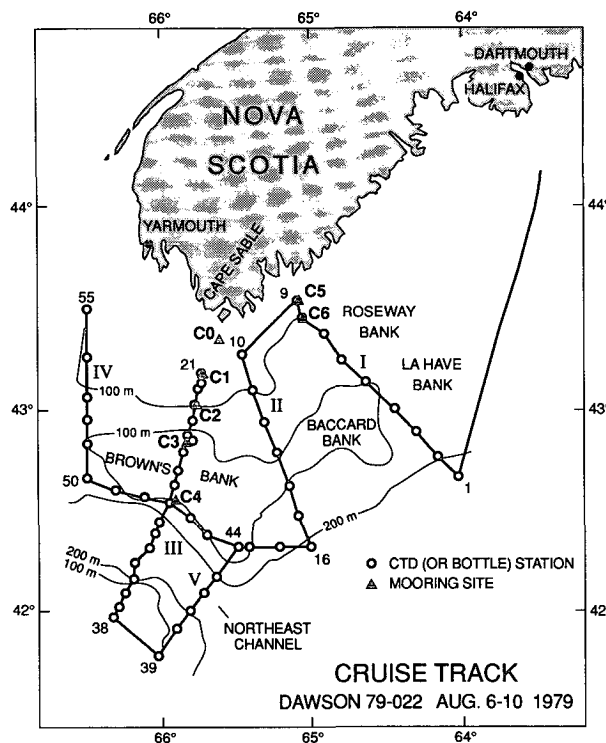 66°
65°
64°
DARTMOUTH
HALIFAX
NOVA
SCOTIA
44°
44°
YARMOUTH
CAPE SABLE
55
9
C5
C6
ROSEWAY
BANK
C0
10
I
LA HAVE
BANK
IV
21
C1
100 m
II
43°
43°
C2
BACCARD
BANK
100 m
C3
BROWN'S
BANK
50
C4
1
200 m
44
16
III
V
CTD (OR BOTTLE) STATION
MOORING SITE
200 m
100 m
42°
42°
38
39
NORTHEAST
CHANNEL
CRUISE TRACK
DAWSON 79-022 AUG. 6-10 1979
66°
65°
64°